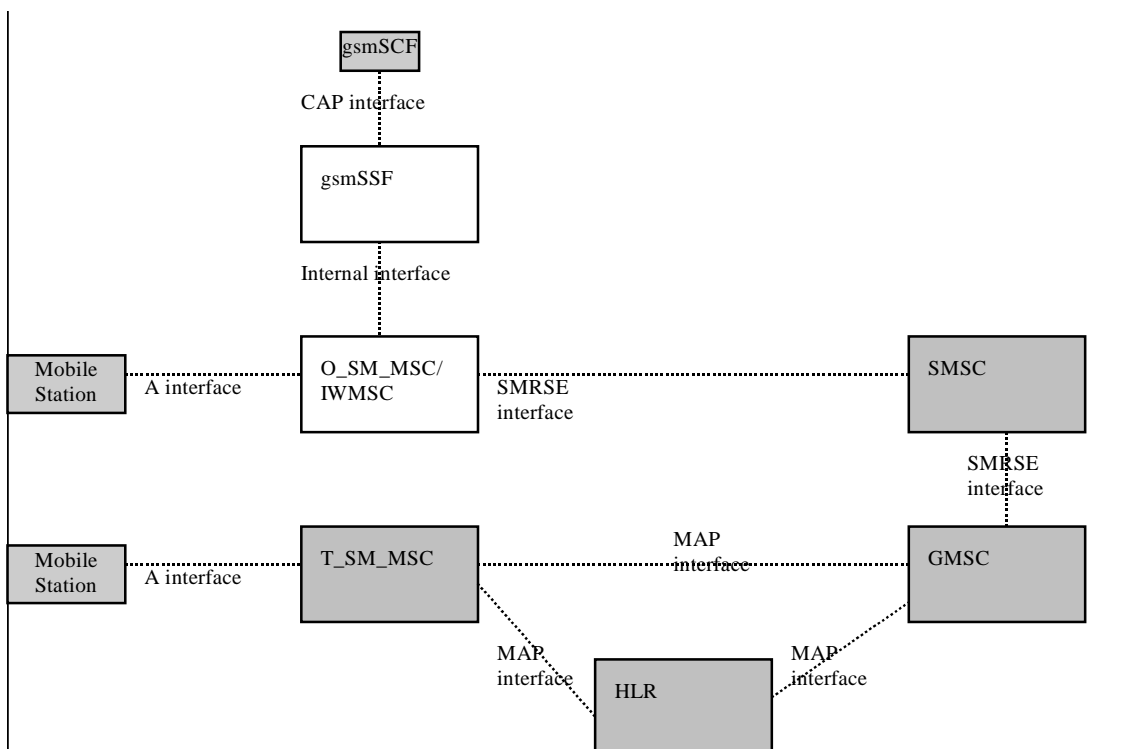 gsmSCF
CAP interface
gsmSSF
Internal interface
Mobile
Station
A interface
O_SM_MSC/
IWMSC
SMRSE
interface
SMSC
SMRSE
interface
Mobile
Station
A interface
T_SM_MSC
MAP
interface
GMSC
MAP
interface
HLR
MAP
interface